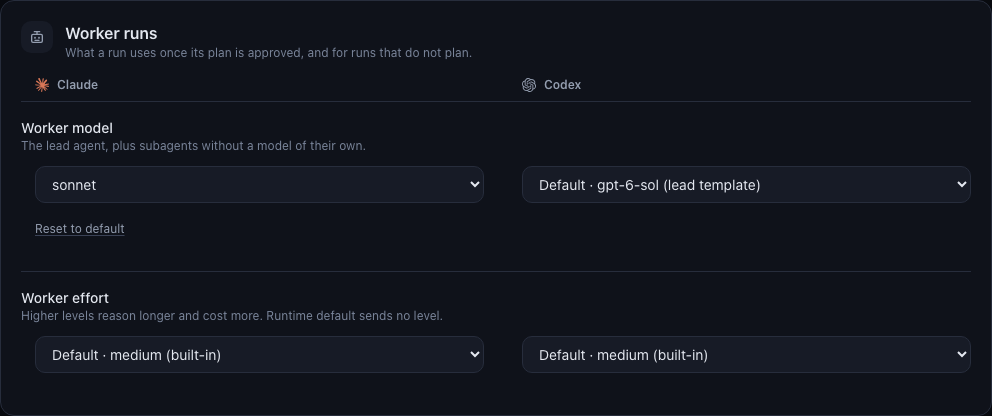 Worker runs
What a run uses once its plan is approved, and for runs that do not plan.
Claude
Codex
Worker model
The lead agent, plus subagents without a model of their own.
sonnet
Default · gpt-6-sol (lead template)
Reset to default
Worker effort
Higher levels reason longer and cost more. Runtime default sends no level.
Default · medium (built-in)
Default · medium (built-in)